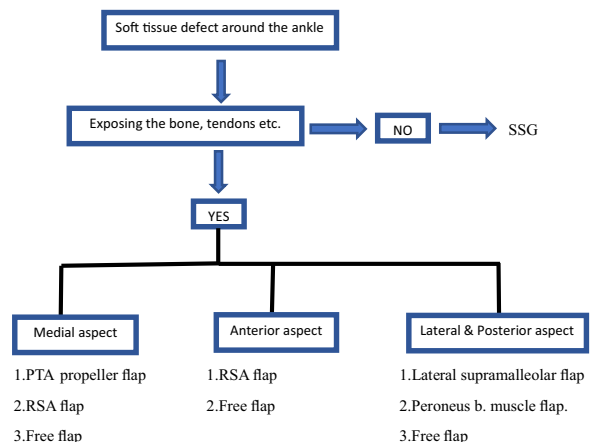 Soft tissue defect around the ankle
Exposing the bone, tendons etc.
NO
SSG
YES
Medial aspect
Anterior aspect
Lateral & Posterior aspect
1.PTA propeller flap
2.RSA flap
3.Free flap
1.RSA flap
2.Free flap
1.Lateral supramalleolar flap
2.Peroneus b. muscle flap.
3.Free flap